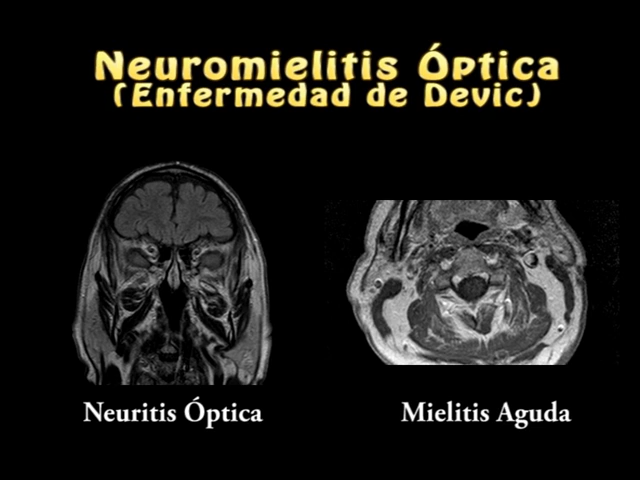 Neuromielitis Óptica
(Enfermedad de Devic)
Neuritis Óptica
Mielitis Aguda